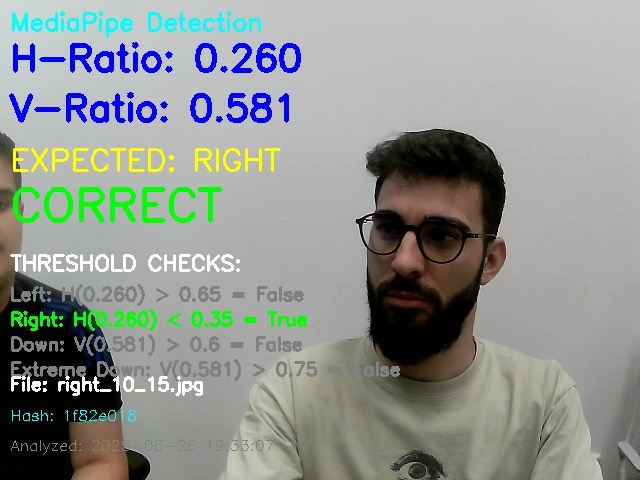 MediaPipe Detection
H-Ratio: 0.260
V-Ratio: 0.581
EXPECTED: RIGHT
CORRECT
THRESHOLD CHECKS:
Left: H(0.260) > 0.65 = False
Right: H(0.260) < 0.35 = True
Down: V(0.581) > 0.6 = False
Extreme Down: V(0.581) > 0.75 = False
File: right_10_15.jpg
Hash: 1f82e018
Analyzed: 2025-06-26 19:33:07